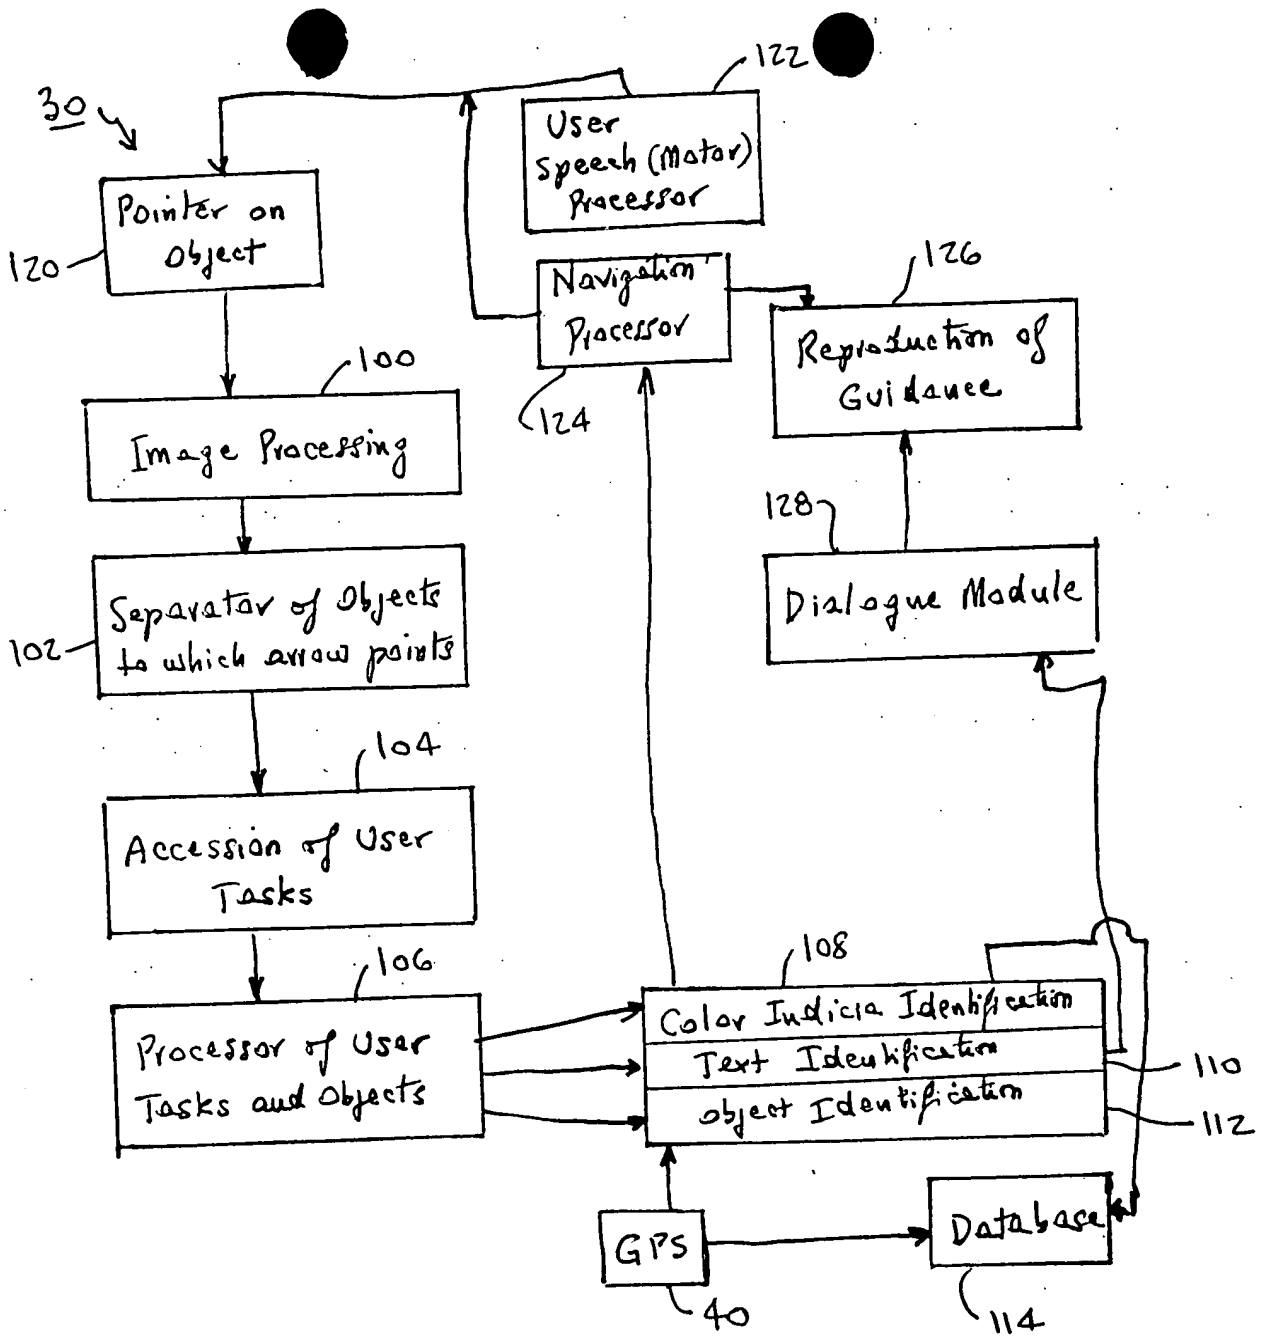 122
30
User
Speech (Motor)
Processor
Pointer on
Object
120
Navigation
Processor
124
126
Reproduction of
Guidance
100
Image Processing
128
Dialogue Module
Separator of Objects
to which arrow points
102
104
Accession of User
Tasks
106
Processor of User
Tasks and Objects
108
Color Indicia Identification
Text Identification
110
Object Identification
112
GPS
40
Database
114